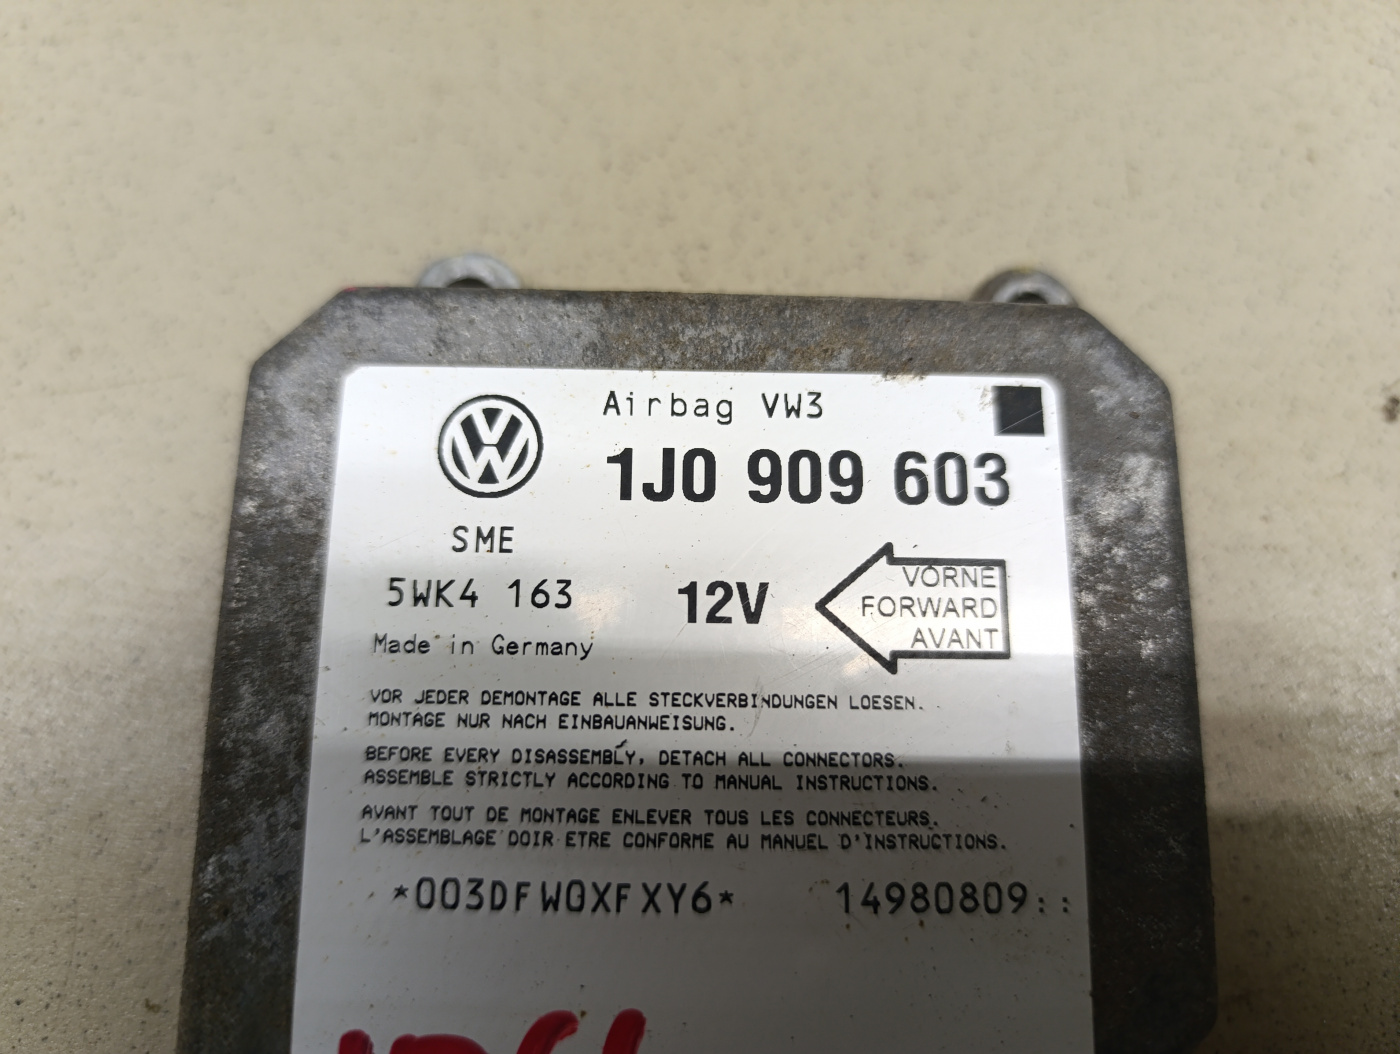 Airbag VW3
1J0 909 603
SME
5WK4 163
12V
VORNE
FORWARD
AVANT
Made in Germany
VOR JEDER DEMONTAGE ALLE STECKVERBINDUNGEN LOESEN.
MONTAGE NUR NACH EINBAUANWEISUNG.
BEFORE EVERY DISASSEMBLY, DETACH ALL CONNECTORS.
ASSEMBLE STRICTLY ACCORDING TO MANUAL INSTRUCTIONS.
AVANT TOUT DE MONTAGE ENLEVER TOUS LES CONNECTEURS.
L'ASSEMBLAGE DOIR ETRE CONFORME AU MANUEL D'INSTRUCTIONS.
*003DFW0XFXY6* 14980809::